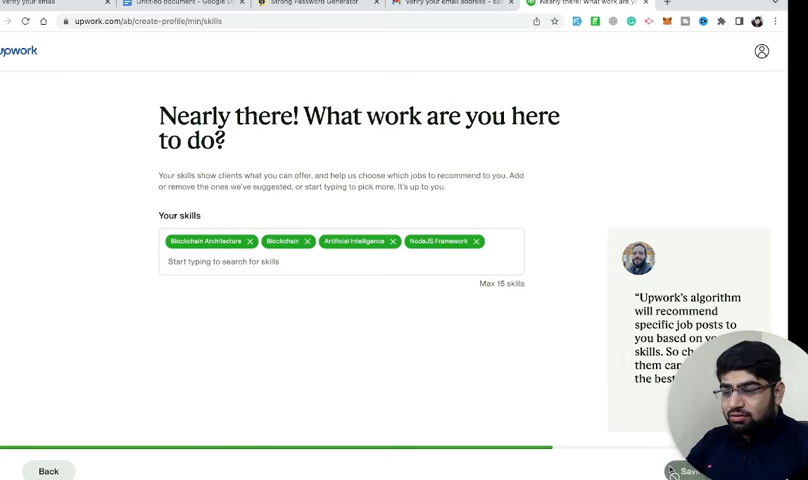 Verify your email
Untitled document - Google D
Strong Password Generator
Verify your email address - sa
Nearly there! What work are yo
upwork.com/ab/create-profile/min/skills
upwork
Nearly there! What work are you here
to do?
Your skills show clients what you can offer, and help us choose which jobs to recommend to you. Add
or remove the ones we've suggested, or start typing to pick more. It's up to you.
Your skills
Blockchain Architecture
Blockchain
Artificial Intelligence
NodeJS Framework
Start typing to search for skills
Max 15 skills
"Upwork's algorithm
will recommend
specific job posts to
you based on
skills. So
them
the best
Back